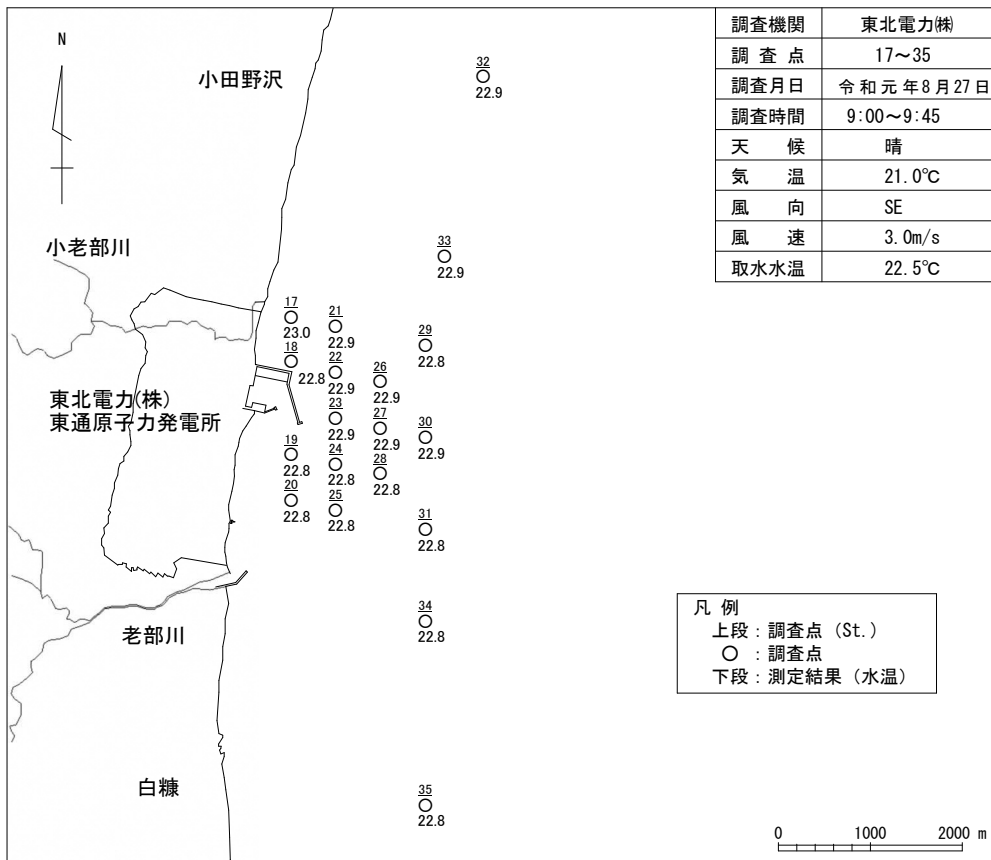 調査機関 東北電力㈱
調査点 17～35
調査月日 令和元年8月27日
調査時間 9:00～9:45
天候 晴
気温 21.0℃
風向 SE
風速 3.0m/s
取水水温 22.5℃
N
小田野沢
32
22.9
小老部川
33
22.9
17
23.0
21
22.9
29
22.8
18
22.8
22
22.9
26
22.9
東北電力(株)
東通原子力発電所
23
22.9
27
22.9
30
22.9
19
22.8
24
22.8
28
22.8
20
22.8
25
22.8
31
22.8
34
22.8
老部川
凡例
上段：調査点（St.）
○：調査点
下段：測定結果（水温）
白糠
35
22.8
0 1000 2000 m